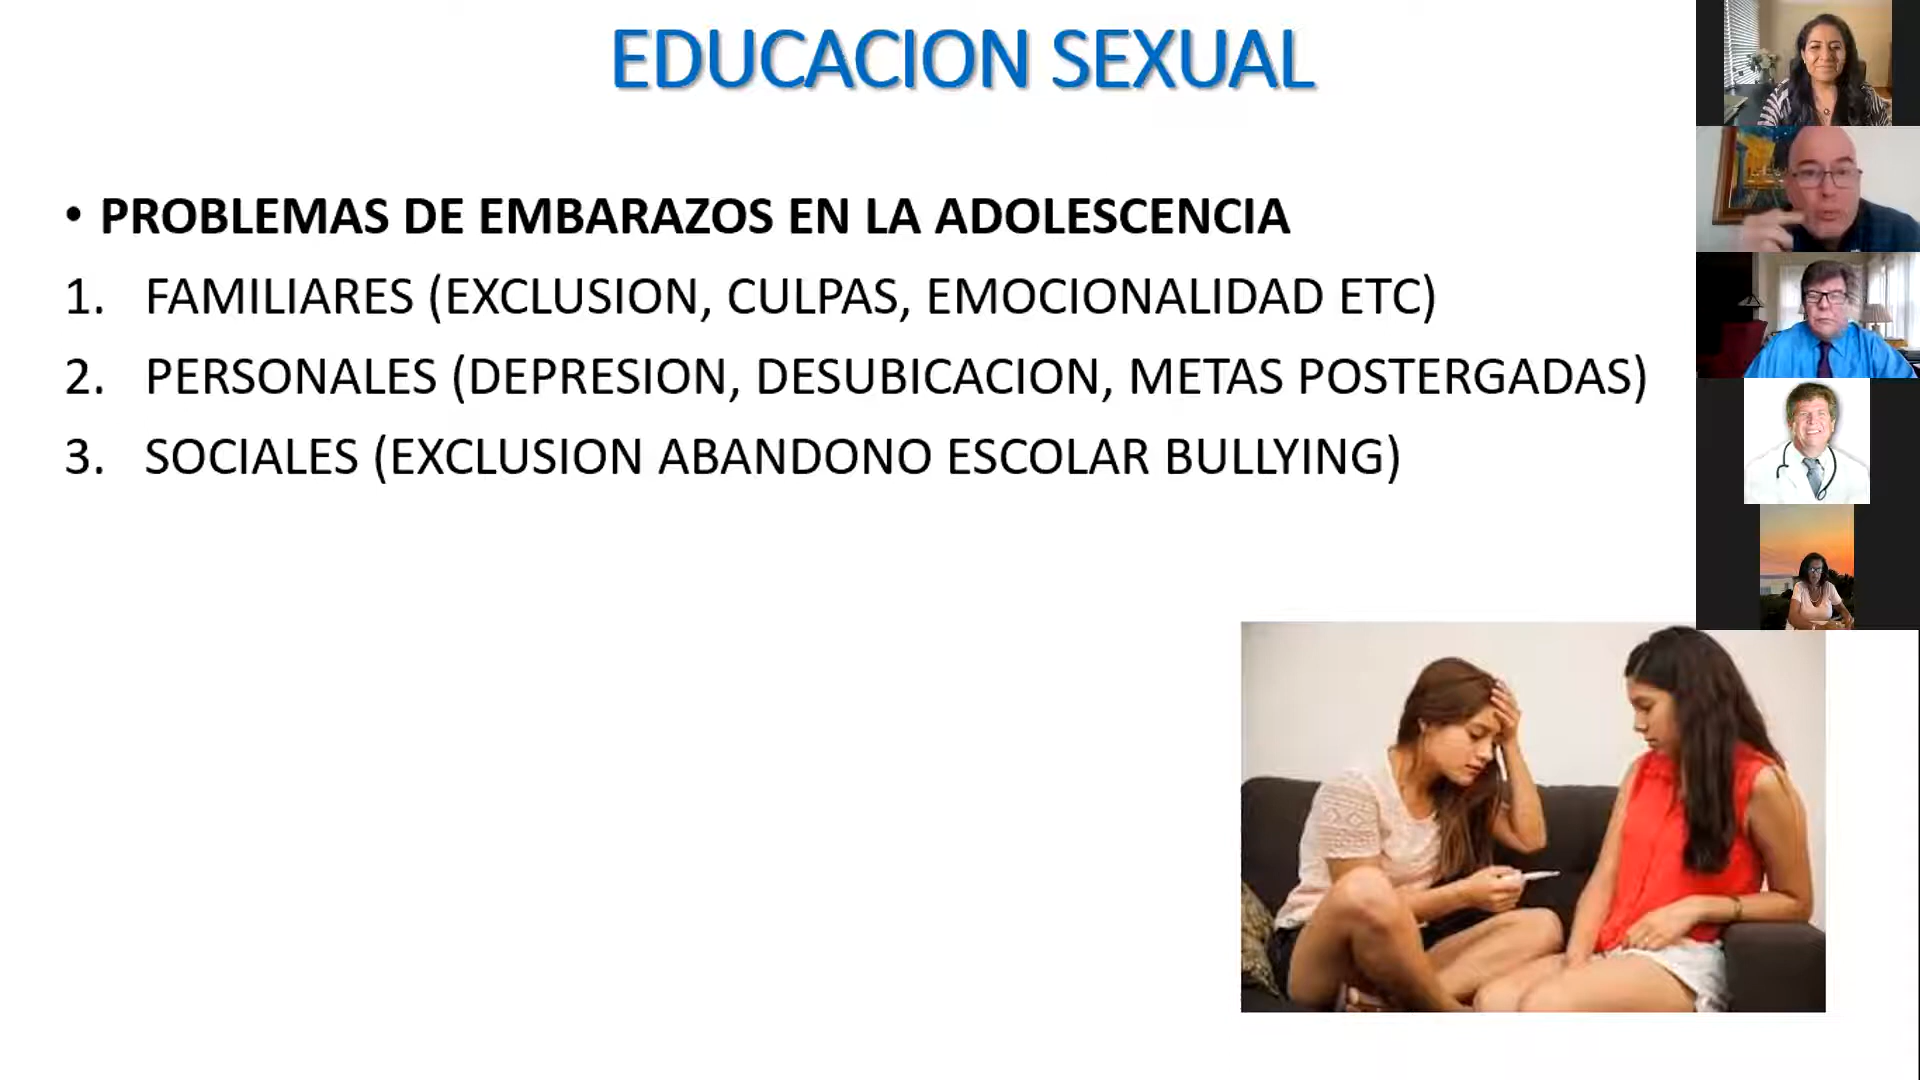 EDUCACION SEXUAL
• PROBLEMAS DE EMBARAZOS EN LA ADOLESCENCIA
1. FAMILIARES (EXCLUSION, CULPAS, EMOCIONALIDAD ETC)
2. PERSONALES (DEPRESION, DESUBICACION, METAS POSTERGADAS)
3. SOCIALES (EXCLUSION ABANDONO ESCOLAR BULLYING)